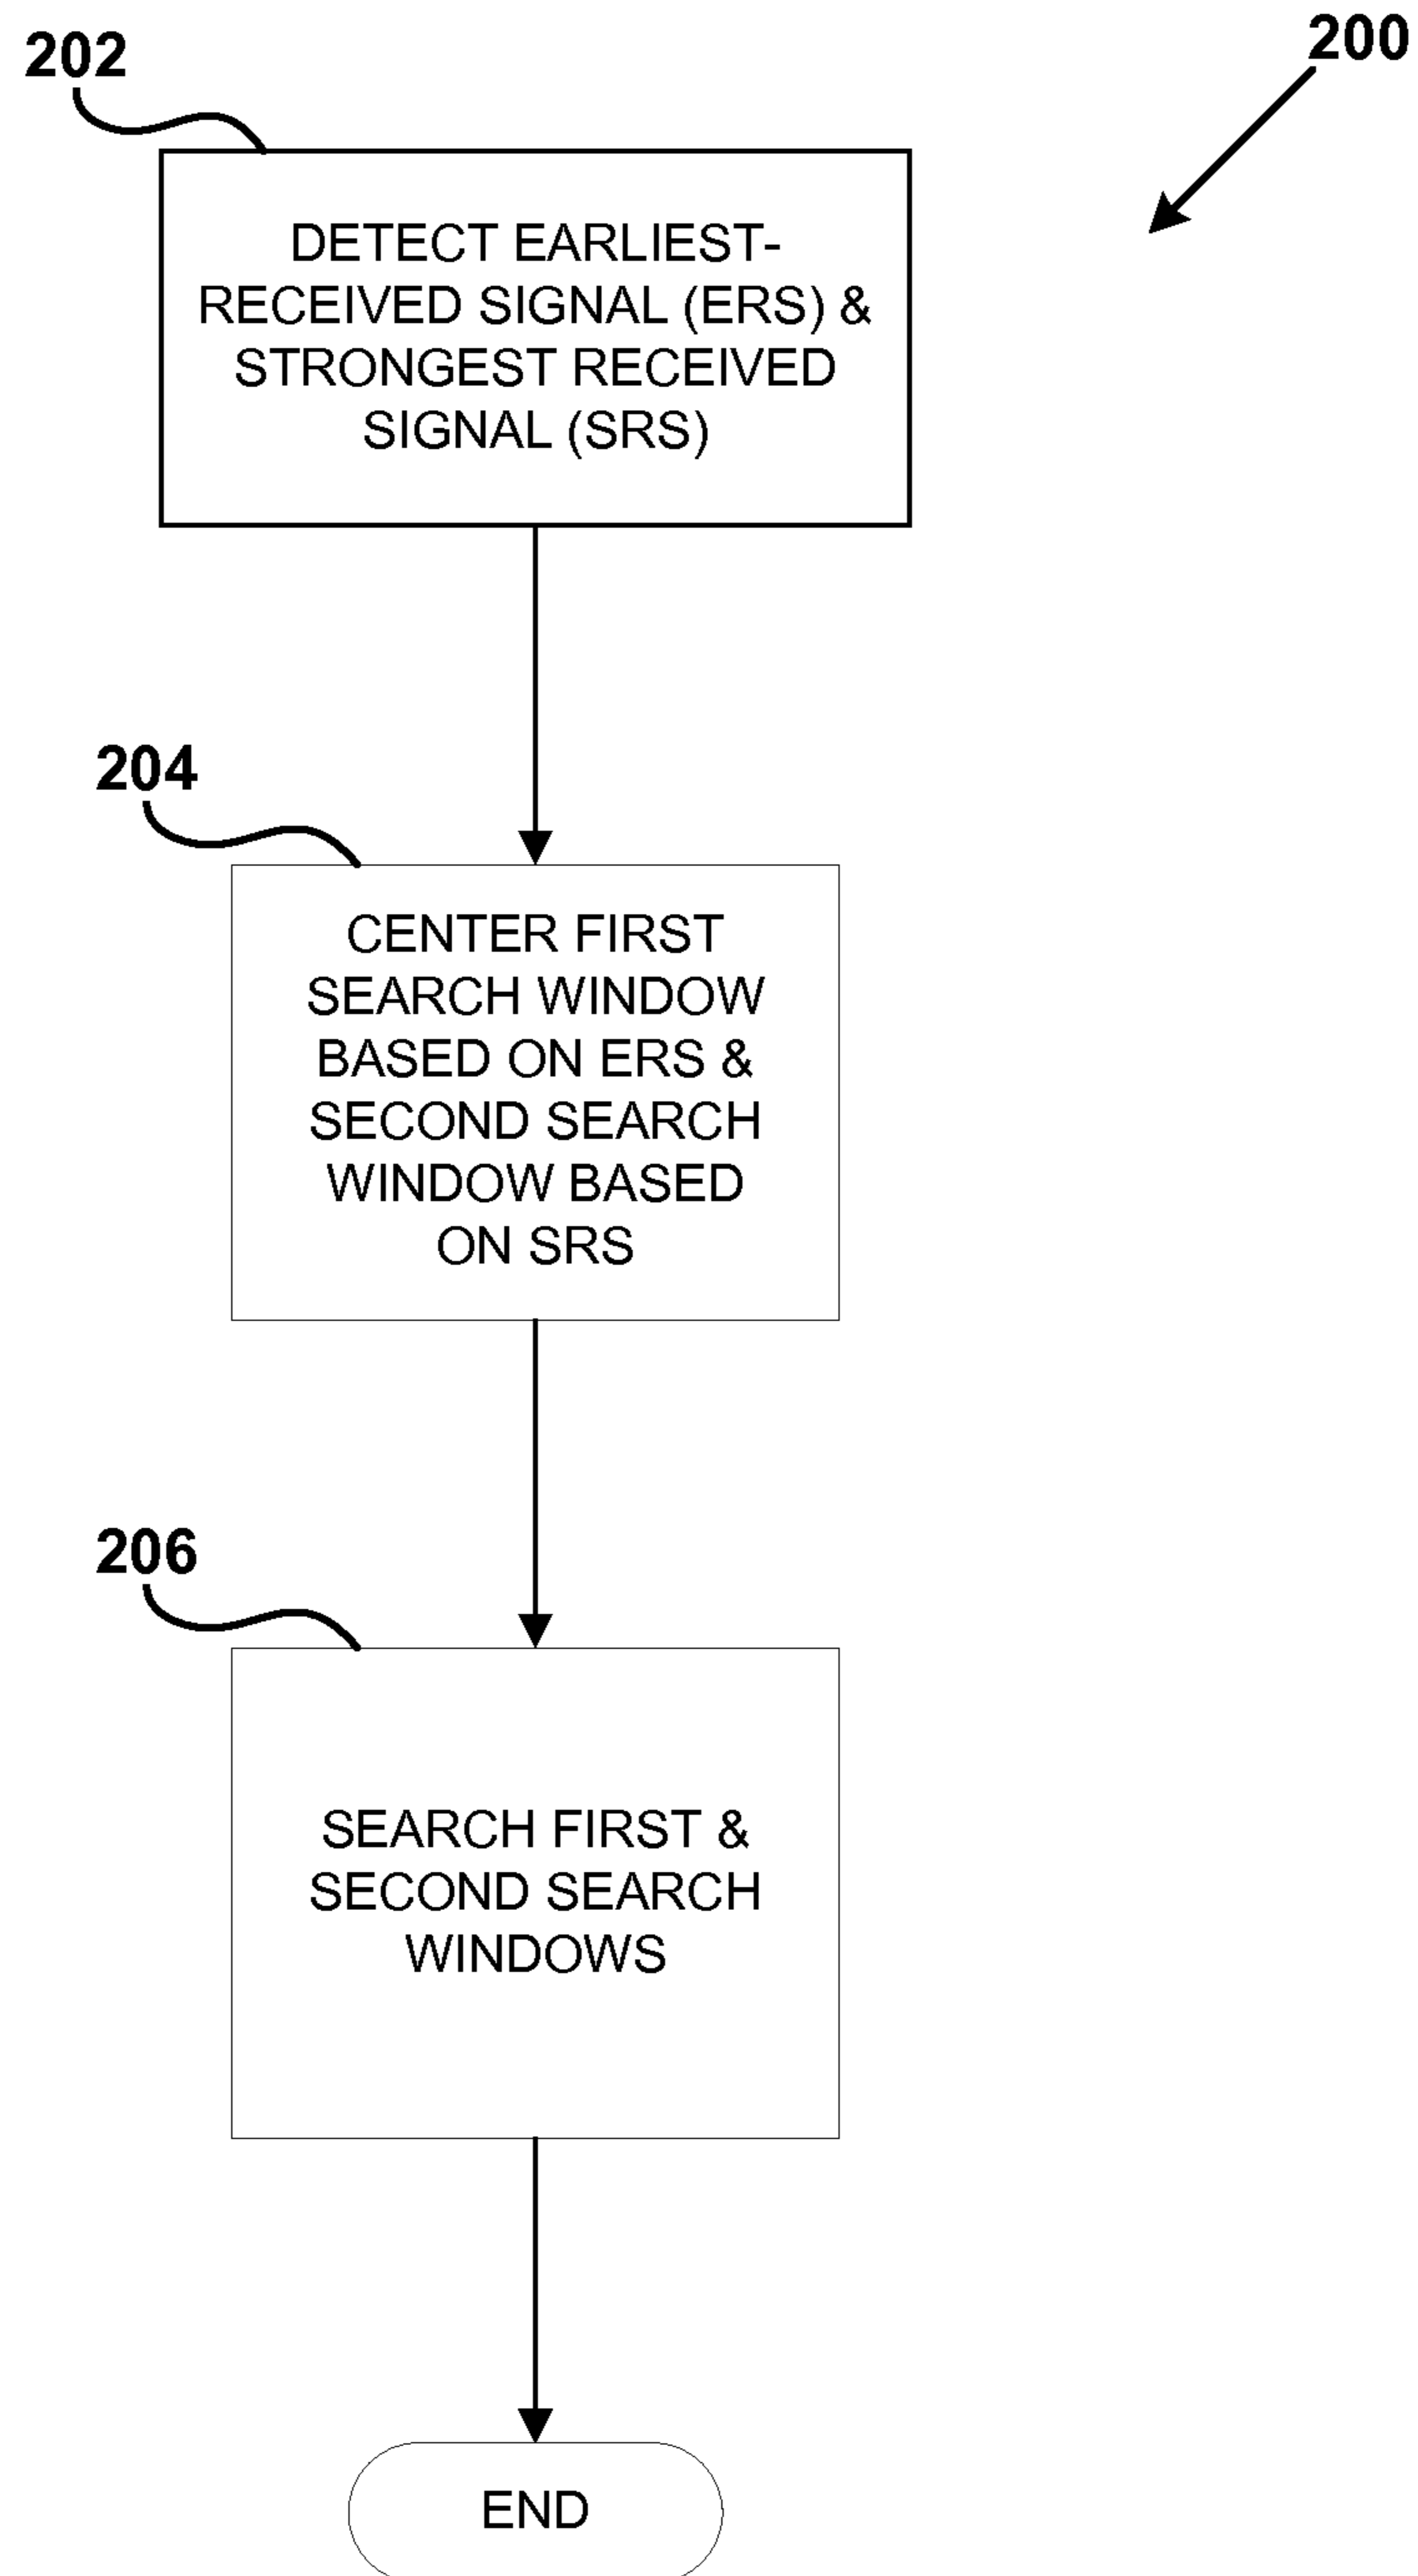 202
200
DETECT EARLIEST-
RECEIVED SIGNAL (ERS) &
STRONGEST RECEIVED
SIGNAL (SRS)
204
CENTER FIRST
SEARCH WINDOW
BASED ON ERS &
SECOND SEARCH
WINDOW BASED
ON SRS
206
SEARCH FIRST &
SECOND SEARCH
WINDOWS
END